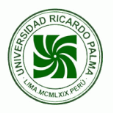 UNIVERSIDAD RICARDO PALMA
LIMA, MCMLXIX, PERÚ